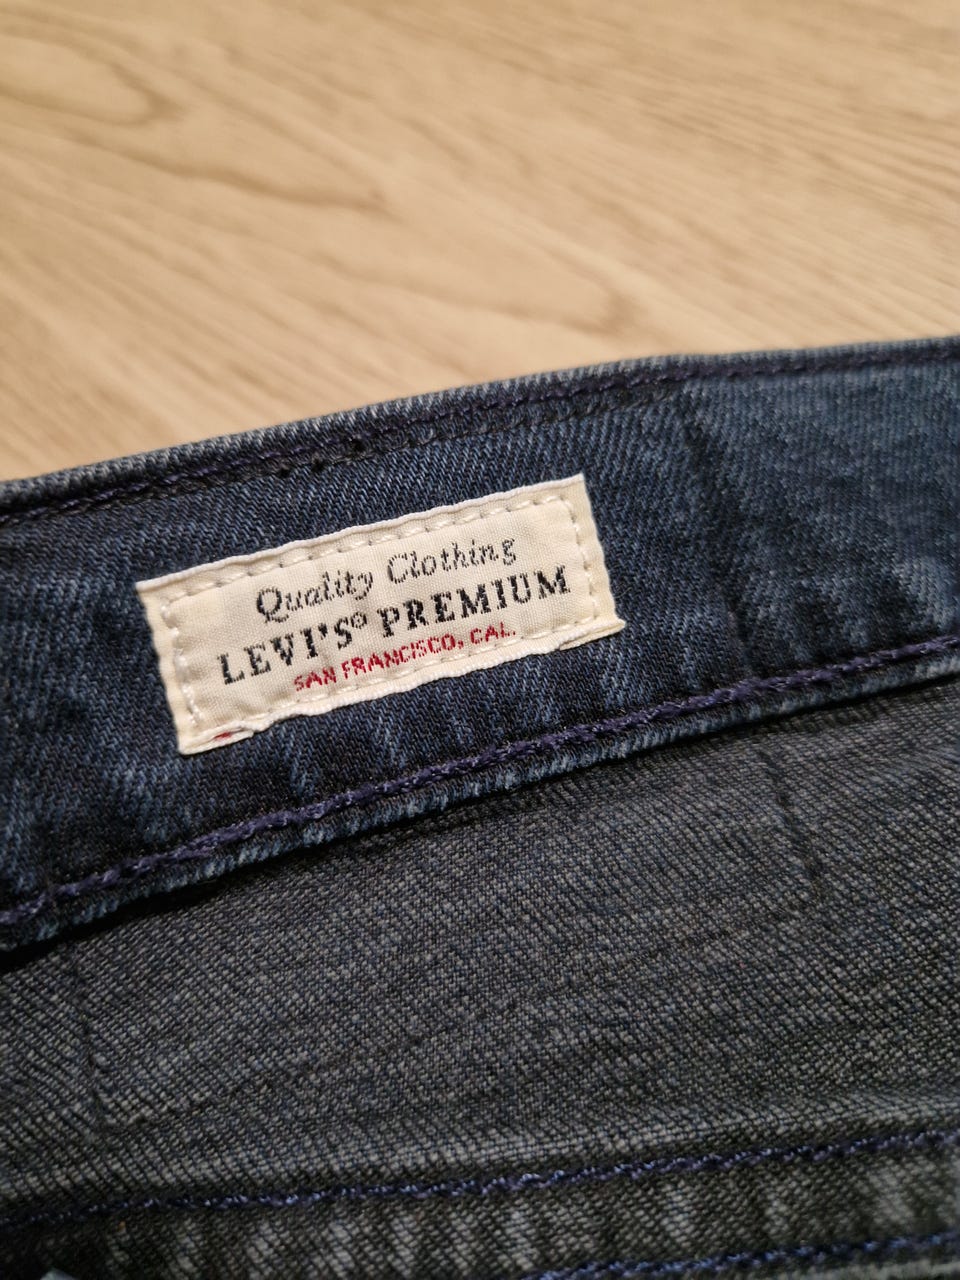 Quality Clothing
LEVI'S® PREMIUM
SAN FRANCISCO, CAL.